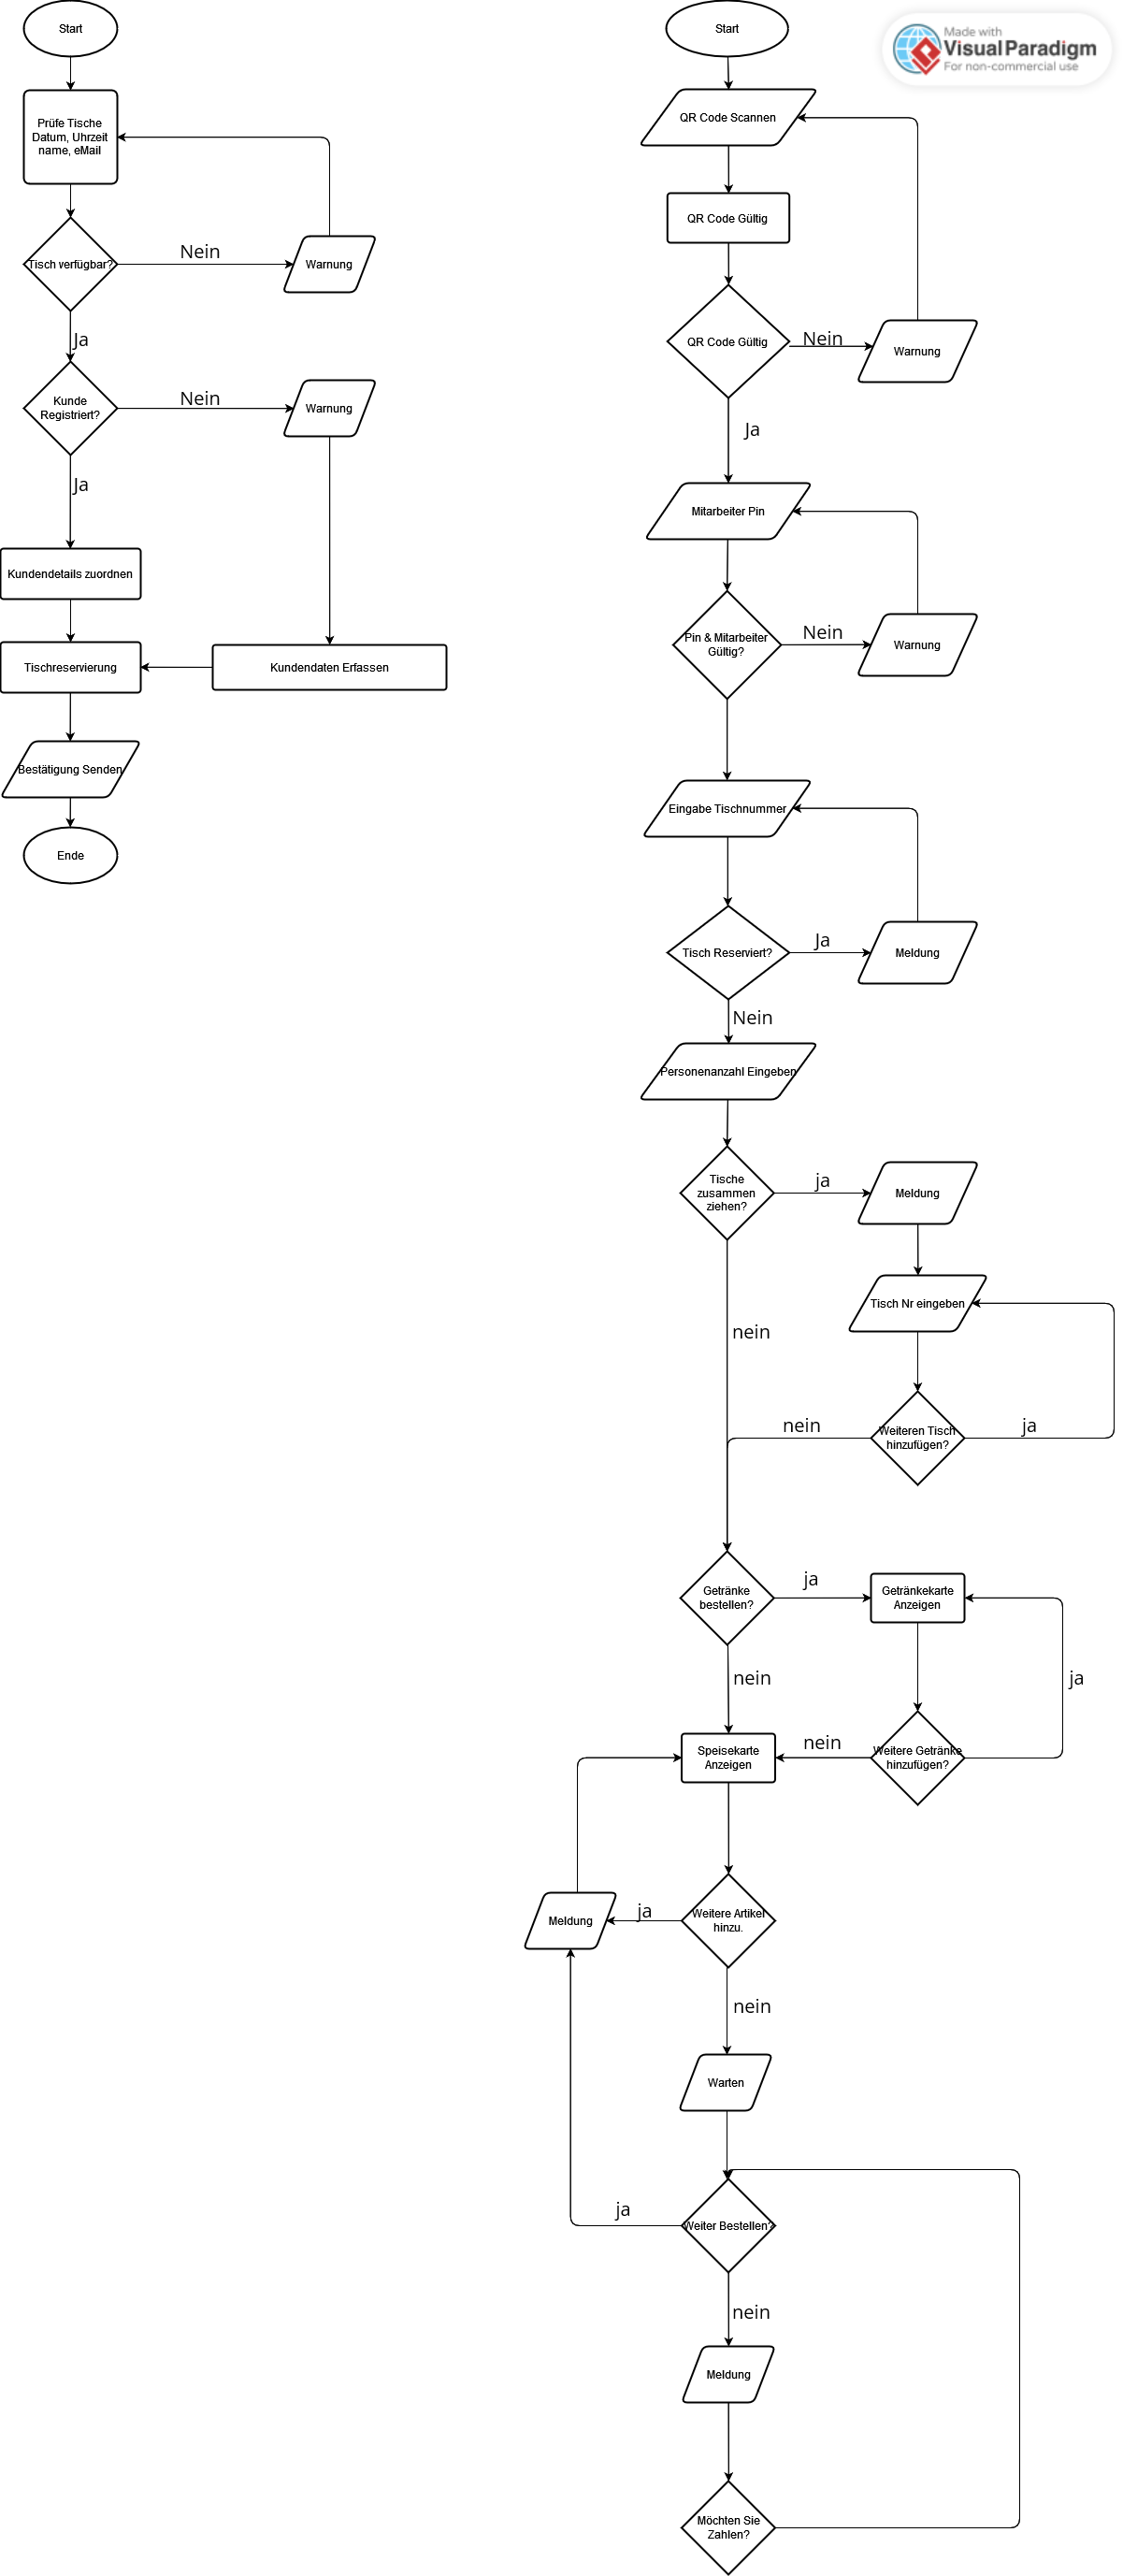 Start
Prüfe Tische
Datum, Uhrzeit
name, eMail
Tisch verfügbar?
Nein
Warnung
Ja
Kunde
Registriert?
Nein
Warnung
Ja
Kundendetails zuordnen
Tischreservierung
Kundendaten Erfassen
Bestätigung Senden
Ende
Start
Made with
VisualParadigm
For non-commercial use
QR Code Scannen
QR Code Gültig
QR Code Gültig
Nein
Warnung
Ja
Mitarbeiter Pin
Pin & Mitarbeiter
Gültig?
Nein
Warnung
Eingabe Tischnummer
Tisch Reserviert?
Ja
Meldung
Nein
Personenanzahl Eingeben
Tische
zusammen
ziehen?
ja
Meldung
Tisch Nr eingeben
nein
Weiteren Tisch
hinzufügen?
nein
ja
Getränke
bestellen?
ja
Getränkekarte
Anzeigen
nein
ja
Speisekarte
Anzeigen
nein
Weitere Getränke
hinzufügen?
Weitere Artikel
hinzu.
ja
Meldung
nein
Warten
Weiter Bestellen?
ja
nein
Meldung
Möchten Sie
Zahlen?